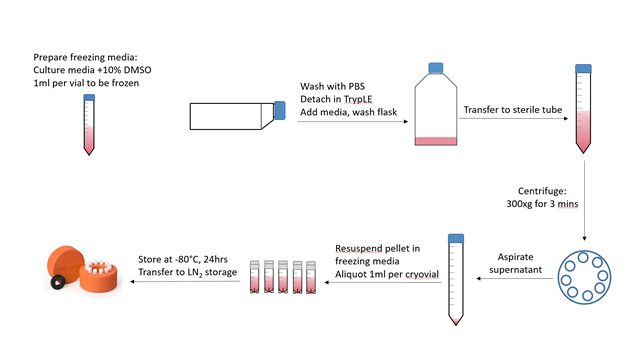 Prepare freezing media:
Culture media +10% DMSO
1ml per vial to be frozen
Wash with PBS
Detach in TrypLE
Add media, wash flask
Transfer to sterile tube
Centrifuge:
300xg for 3 mins
Aspirate
supernatant
Resuspend pellet in
freezing media
Aliquot 1ml per cryovial
Store at -80°C, 24hrs
Transfer to LN₂ storage